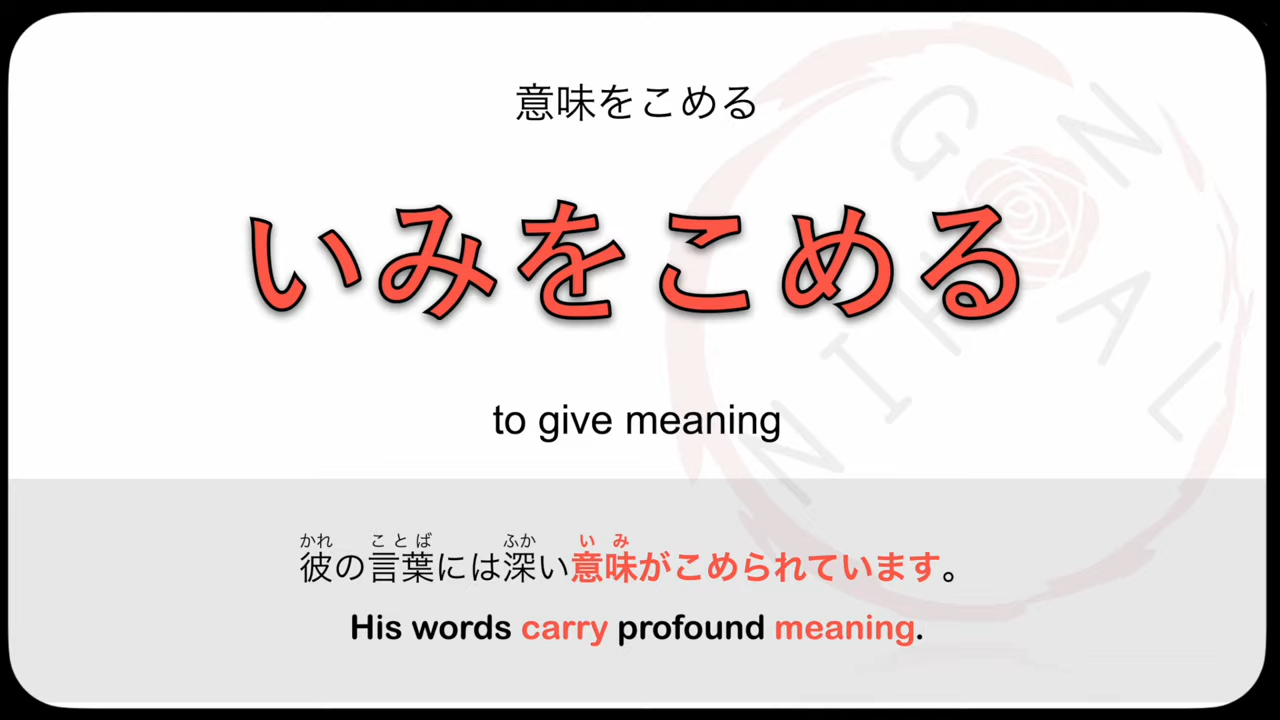 意味をこめる
いみをこめる
to give meaning
かれ ことば ふか いみ
彼の言葉には深い意味がこめられています。
His words carry profound meaning.
NIHAL GON